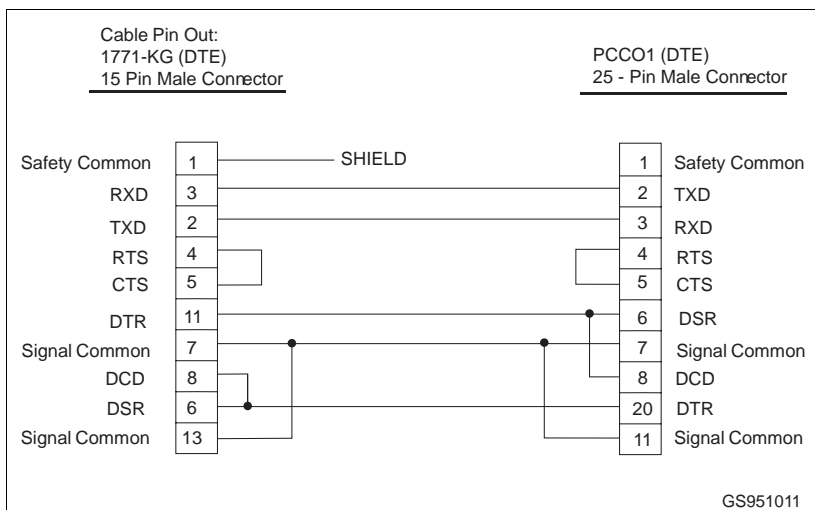 Cable Pin Out:
1771-KG (DTE)
15 Pin Male Connector
PCCO1 (DTE)
25 - Pin Male Connector
Safety Common 1 SHIELD 1 Safety Common
RXD 3 2 TXD
TXD 2 3 RXD
RTS 4 4 RTS
CTS 5 5 CTS
DTR 11 6 DSR
Signal Common 7 7 Signal Common
DCD 8 8 DCD
DSR 6 20 DTR
Signal Common 13 11 Signal Common
GS951011